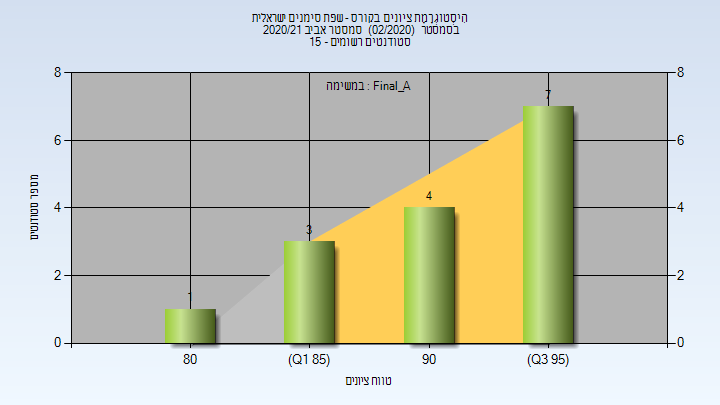 היסטוגרמת ציונים בקורס - שפת סימנים ישראלית
בסמסטר (02/2020) סמסטר אביב 2020/21
סטודנטים רשומים - 15
במשימה : Final_A
8
6
4
2
0
8
6
4
2
0
מספר סטודנטים
1
3
4
7
80
(Q1 85)
90
(Q3 95)
טווח ציונים